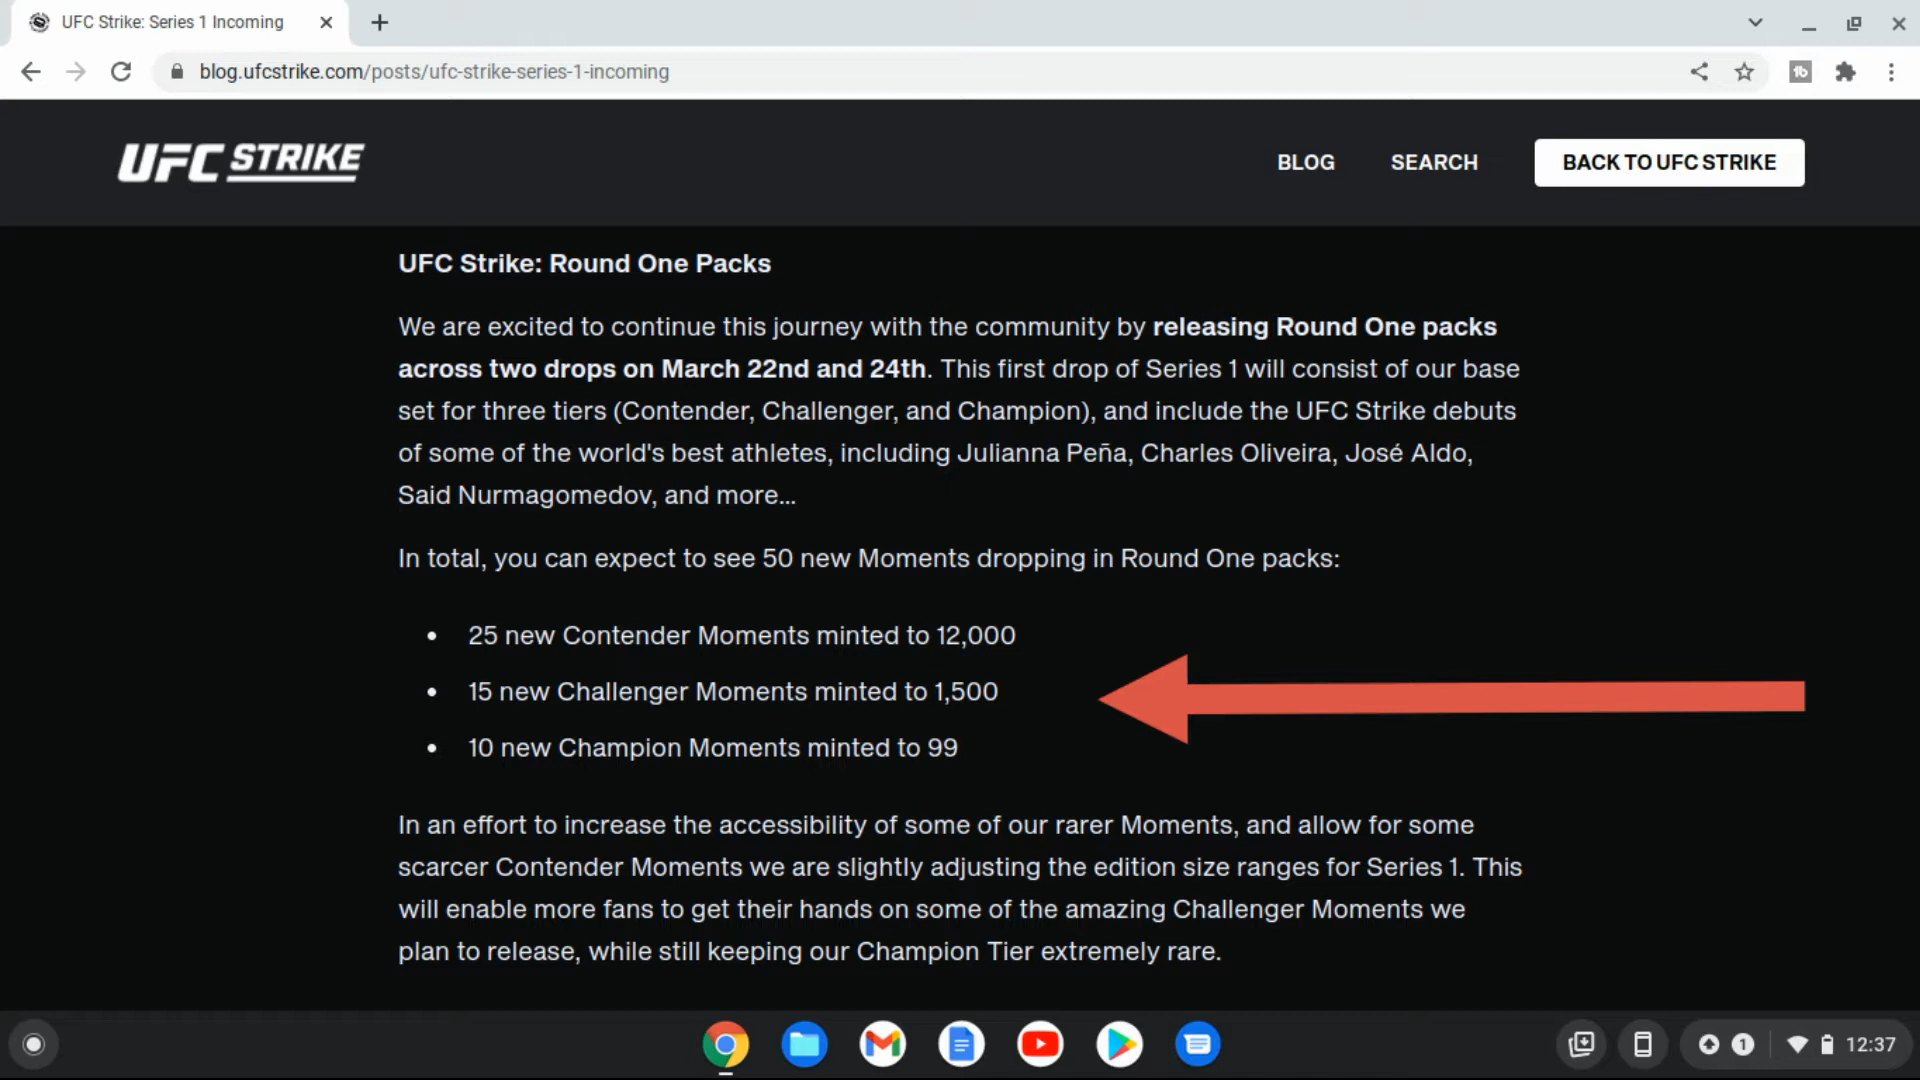 UFC Strike: Series 1 Incoming
blog.ufcstrike.com/posts/ufc-strike-series-1-incoming
UFC STRIKE
BLOG
SEARCH
BACK TO UFC STRIKE
UFC Strike: Round One Packs
We are excited to continue this journey with the community by releasing Round One packs
across two drops on March 22nd and 24th. This first drop of Series 1 will consist of our base
set for three tiers (Contender, Challenger, and Champion), and include the UFC Strike debuts
of some of the world's best athletes, including Julianna Peña, Charles Oliveira, José Aldo,
Said Nurmagomedov, and more...
In total, you can expect to see 50 new Moments dropping in Round One packs:
• 25 new Contender Moments minted to 12,000
• 15 new Challenger Moments minted to 1,500
• 10 new Champion Moments minted to 99
In an effort to increase the accessibility of some of our rarer Moments, and allow for some
scarcer Contender Moments we are slightly adjusting the edition size ranges for Series 1. This
will enable more fans to get their hands on some of the amazing Challenger Moments we
plan to release, while still keeping our Champion Tier extremely rare.
1
12:37